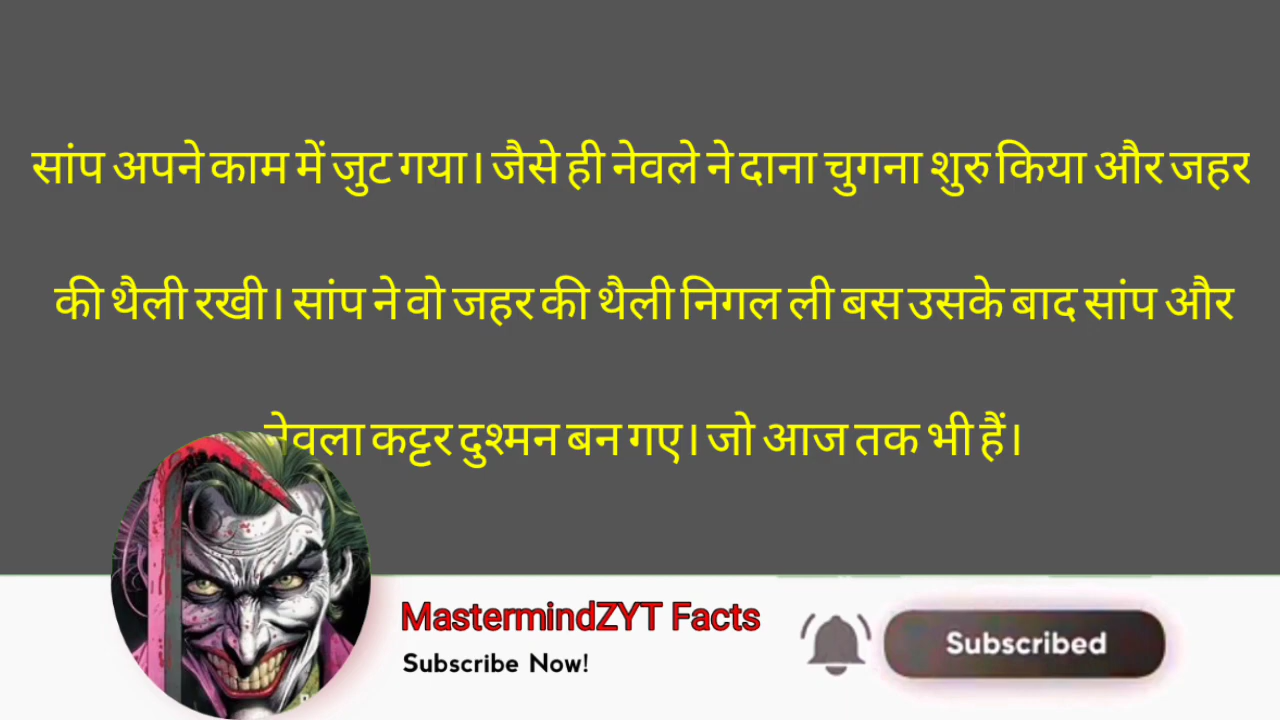 सांप अपने काम में जुट गया। जैसे ही नेवले ने दाना चुगना शुरु किया और जहर
की थैली रखी। सांप ने वो जहर की थैली निगल ली बस उसके बाद सांप और
नेवला कट्टर दुश्मन बन गए। जो आज तक भी हैं।
MastermindZYT Facts
Subscribe Now!
Subscribed